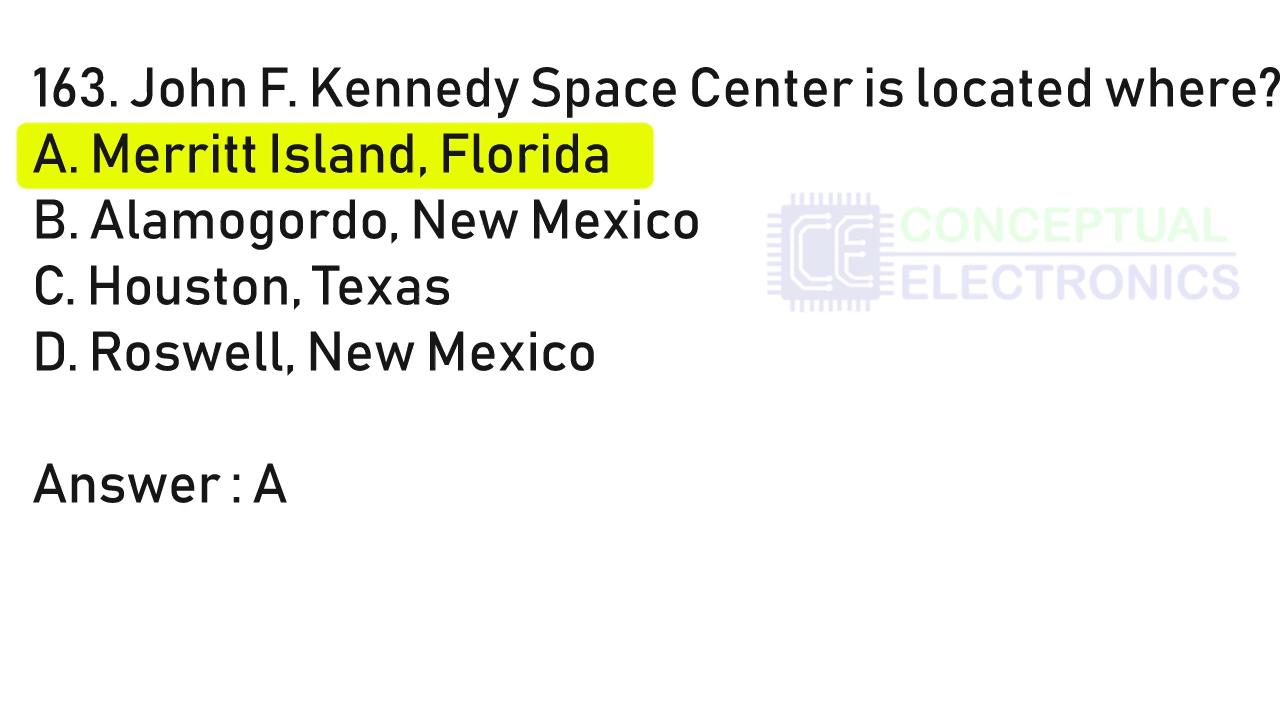 163. John F. Kennedy Space Center is located where?
A. Merritt Island, Florida
B. Alamogordo, New Mexico
C. Houston, Texas
D. Roswell, New Mexico
CE CONCEPTUAL
ELECTRONICS
Answer : A